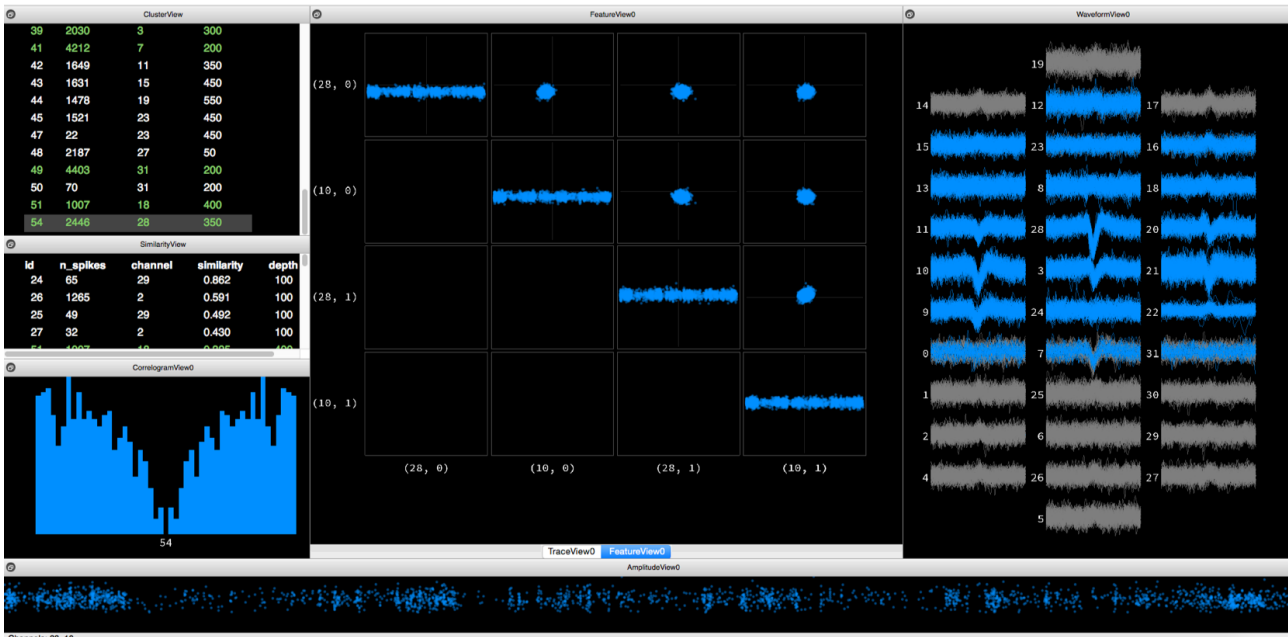 ClusterView
39 2030 3 300
41 4212 7 200
42 1649 11 350
43 1631 15 450
44 1478 19 550
45 1521 23 450
47 22 23 450
48 2187 27 50
49 4403 31 200
50 70 31 200
51 1007 18 400
54 2446 28 350
SimilarityView
id n_spikes channel similarity depth
24 65 29 0.862 100
26 1265 2 0.591 100
25 49 29 0.492 100
27 32 2 0.430 100
CorrelogramView0
54
FeatureView0
(28, 0)
(10, 0)
(28, 1)
(10, 1)
(28, 0) (10, 0) (28, 1) (10, 1)
TraceView0 FeatureView0
WaveformView0
19
14 12 17
15 23 16
13 8 18
11 28 20
10 3 21
9 24 22
0 7 31
1 25 30
2 6 29
4 26 27
5
AmplitudeView0